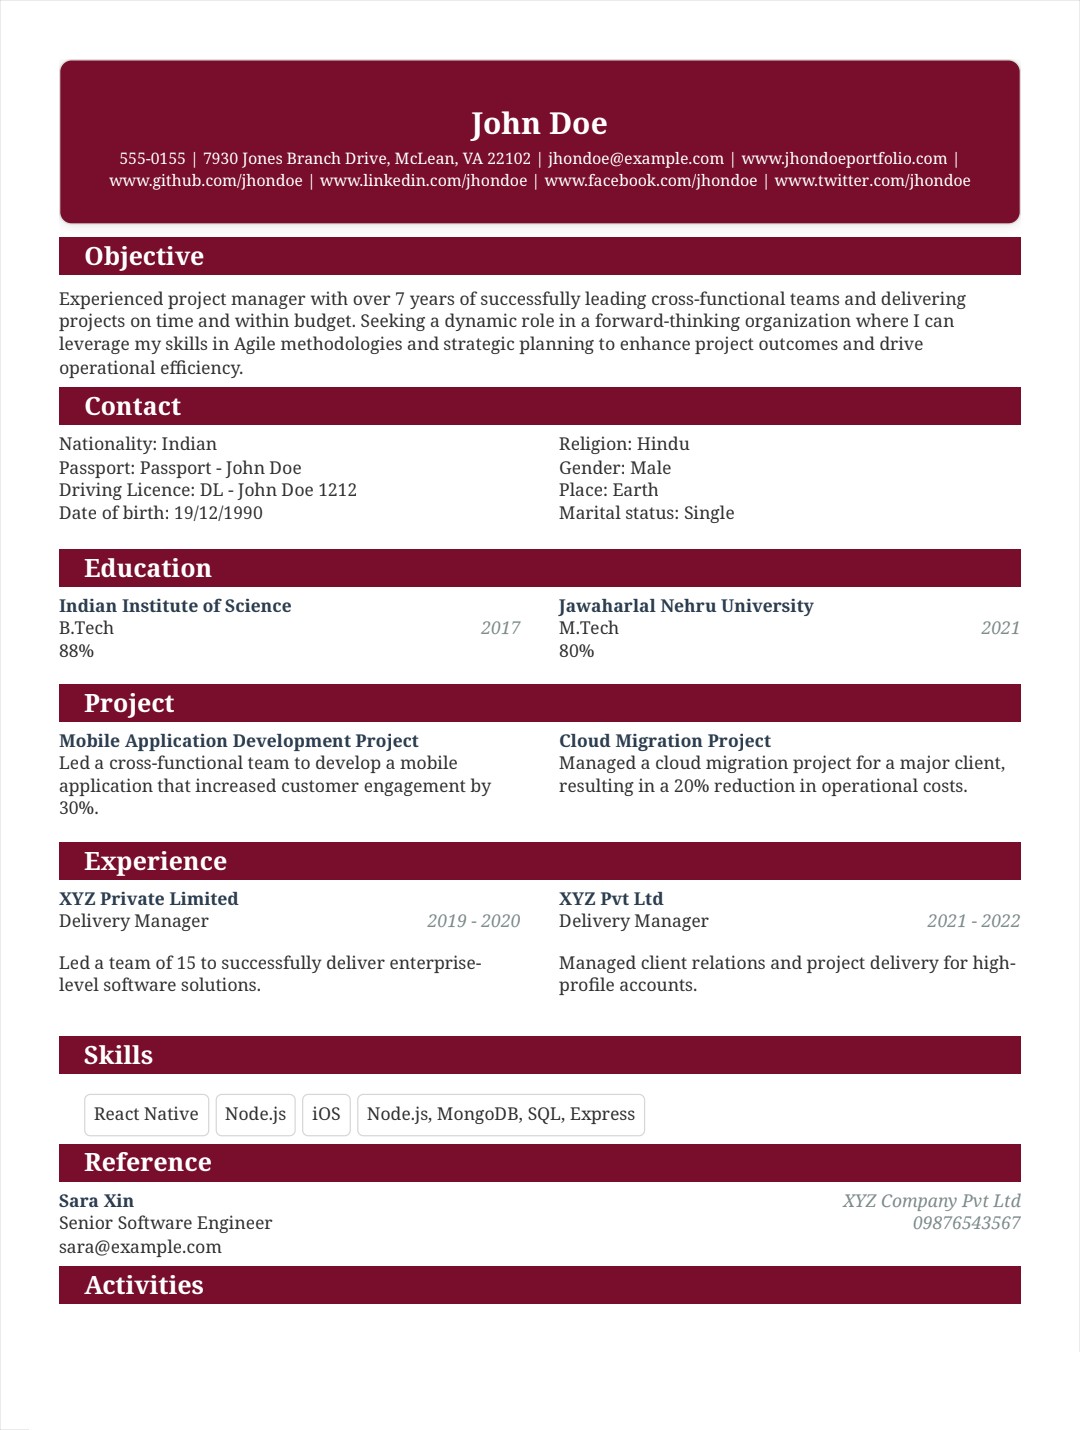 John Doe
555-0155 | 7930 Jones Branch Drive, McLean, VA 22102 | jhondoe@example.com | www.jhondoeportfolio.com |
www.github.com/jhondoe | www.linkedin.com/jhondoe | www.facebook.com/jhondoe | www.twitter.com/jhondoe
Objective
Experienced project manager with over 7 years of successfully leading cross-functional teams and delivering
projects on time and within budget. Seeking a dynamic role in a forward-thinking organization where I can
leverage my skills in Agile methodologies and strategic planning to enhance project outcomes and drive
operational efficiency.
Contact
Nationality: Indian
Passport: Passport - John Doe
Driving Licence: DL - John Doe 1212
Date of birth: 19/12/1990
Religion: Hindu
Gender: Male
Place: Earth
Marital status: Single
Education
Indian Institute of Science
B.Tech 2017
88%
Jawaharlal Nehru University
M.Tech 2021
80%
Project
Mobile Application Development Project
Led a cross-functional team to develop a mobile
application that increased customer engagement by
30%.
Cloud Migration Project
Managed a cloud migration project for a major client,
resulting in a 20% reduction in operational costs.
Experience
XYZ Private Limited
Delivery Manager 2019 - 2020
Led a team of 15 to successfully deliver enterprise-
level software solutions.
XYZ Pvt Ltd
Delivery Manager 2021 - 2022
Managed client relations and project delivery for high-
profile accounts.
Skills
React Native Node.js iOS Node.js, MongoDB, SQL, Express
Reference
Sara Xin XYZ Company Pvt Ltd
Senior Software Engineer 09876543567
sara@example.com
Activities